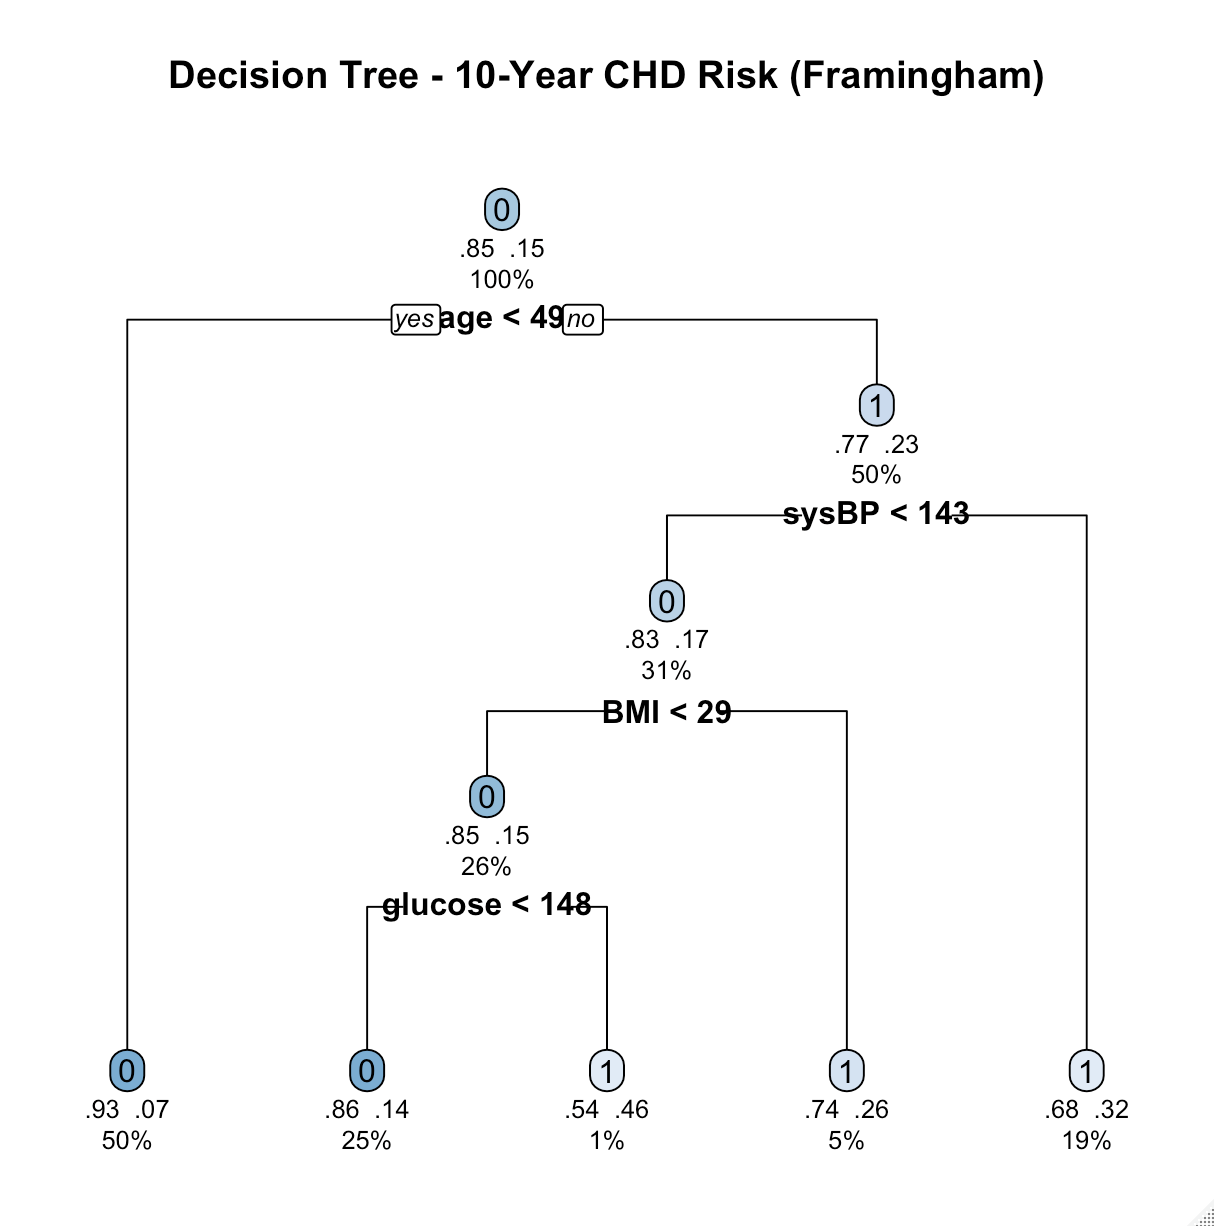 Decision Tree - 10-Year CHD Risk (Framingham)
0
.85 .15
100%
yes age < 49 no
1
.77 .23
50%
sysBP < 143
0
.83 .17
31%
BMI < 29
0
.85 .15
26%
glucose < 148
0 0 1 1 1
.93 .07 .86 .14 .54 .46 .74 .26 .68 .32
50% 25% 1% 5% 19%